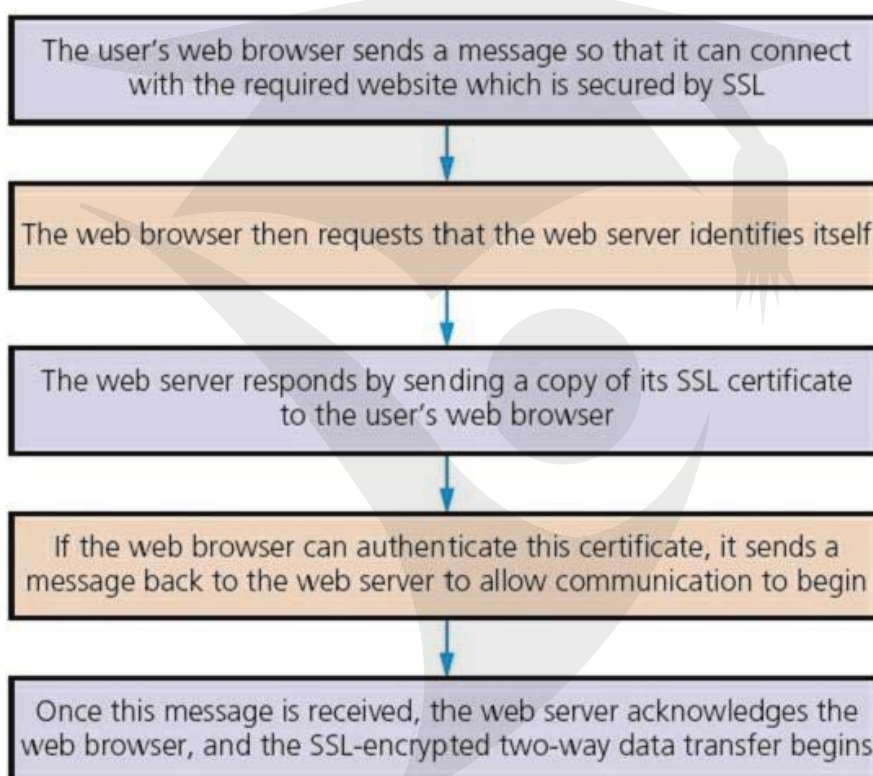 The user's web browser sends a message so that it can connect
with the required website which is secured by SSL
The web browser then requests that the web server identifies itself
The web server responds by sending a copy of its SSL certificate
to the user's web browser
If the web browser can authenticate this certificate, it sends a
message back to the web server to allow communication to begin
Once this message is received, the web server acknowledges the
web browser, and the SSL-encrypted two-way data transfer begins